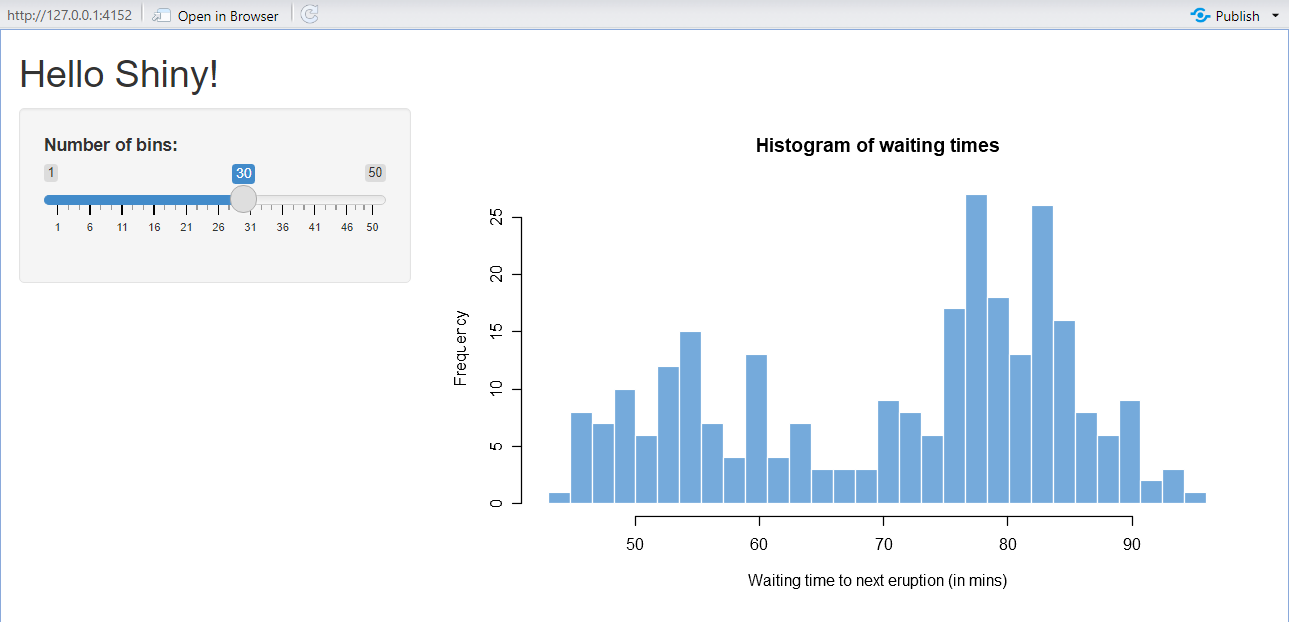 http://127.0.0.1:4152 Open in Browser Publish
Hello Shiny!
Number of bins:
1 30 50
1 6 11 16 21 26 31 36 41 46 50
Histogram of waiting times
Frequency
25
20
15
10
5
0
50 60 70 80 90
Waiting time to next eruption (in mins)